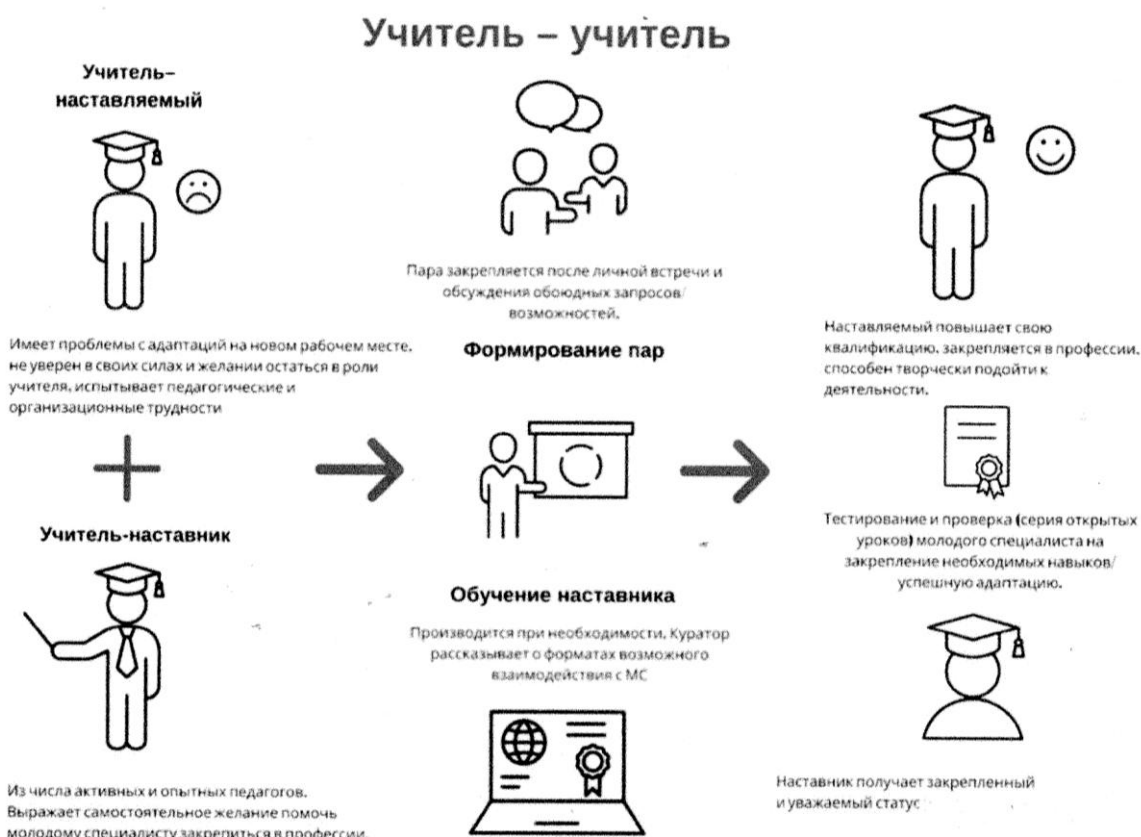 Учитель – учитель
Учитель–
наставляемый
Имеет проблемы с адаптаций на новом рабочем месте.
не уверен в своих силах и желании остаться в роли
учителя, испытывает педагогические и
организационные трудности
Учитель-наставник
Из числа активных и опытных педагогов.
Выражает самостоятельное желание помочь
молодому специалисту закрепиться в профессии.
Пара закрепляется после личной встречи и
обсуждения обоюдных запросов/
возможностей.
Формирование пар
Обучение наставника
Производится при необходимости. Куратор
рассказывает о форматах возможного
взаимодействия с МС
Наставляемый повышает свою
квалификацию. закрепляется в профессии.
способен творчески подойти к
деятельности.
Тестирование и проверка (серия открытых
уроков) молодого специалиста на
закрепление необходимых навыков/
успешную адаптацию.
Наставник получает закрепленный
и уважаемый статус